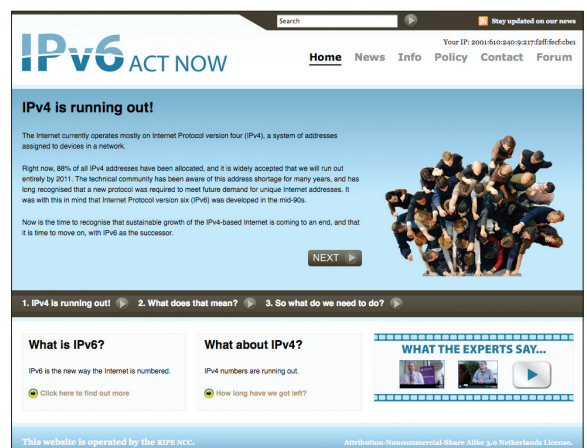 Search
Stay updated on our news
Your IP: 2001:610:240:9:217:f2ff:fecf:cbe1
IPv6 ACT NOW
Home News Info Policy Contact Forum
IPv4 is running out!
The Internet currently operates mostly on Internet Protocol version four (IPv4), a system of addresses
assigned to devices in a network.
Right now, 88% of all IPv4 addresses have been allocated, and it is widely accepted that we will run out
entirely by 2011. The technical community has been aware of this address shortage for many years, and has
long recognised that a new protocol was required to meet future demand for unique Internet addresses. It
was with this in mind that Internet Protocol version six (IPv6) was developed in the mid-90s.
Now is the time to recognise that sustainable growth of the IPv4-based Internet is coming to an end, and that
it is time to move on, with IPv6 as the successor.
NEXT
1. IPv4 is running out! 2. What does that mean? 3. So what do we need to do?
What is IPv6?
IPv6 is the new way the Internet is numbered.
Click here to find out more
What about IPv4?
IPv4 numbers are running out.
How long have we got left?
WHAT THE EXPERTS SAY...
This website is operated by the RIPE NCC.
Attribution-Noncommercial-Share Alike 3.0 Netherlands License.